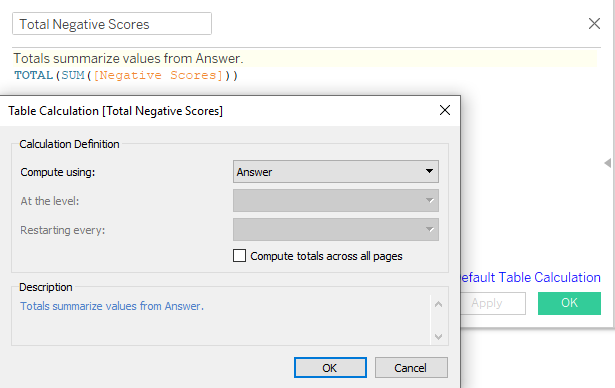 Total Negative Scores
Totals summarize values from Answer.
TOTAL(SUM([Negative Scores]))
Table Calculation [Total Negative Scores]
Calculation Definition
Compute using:
Answer
At the level:
Restarting every:
Compute totals across all pages
Description
Totals summarize values from Answer.
OK
Cancel
Default Table Calculation
Apply
OK